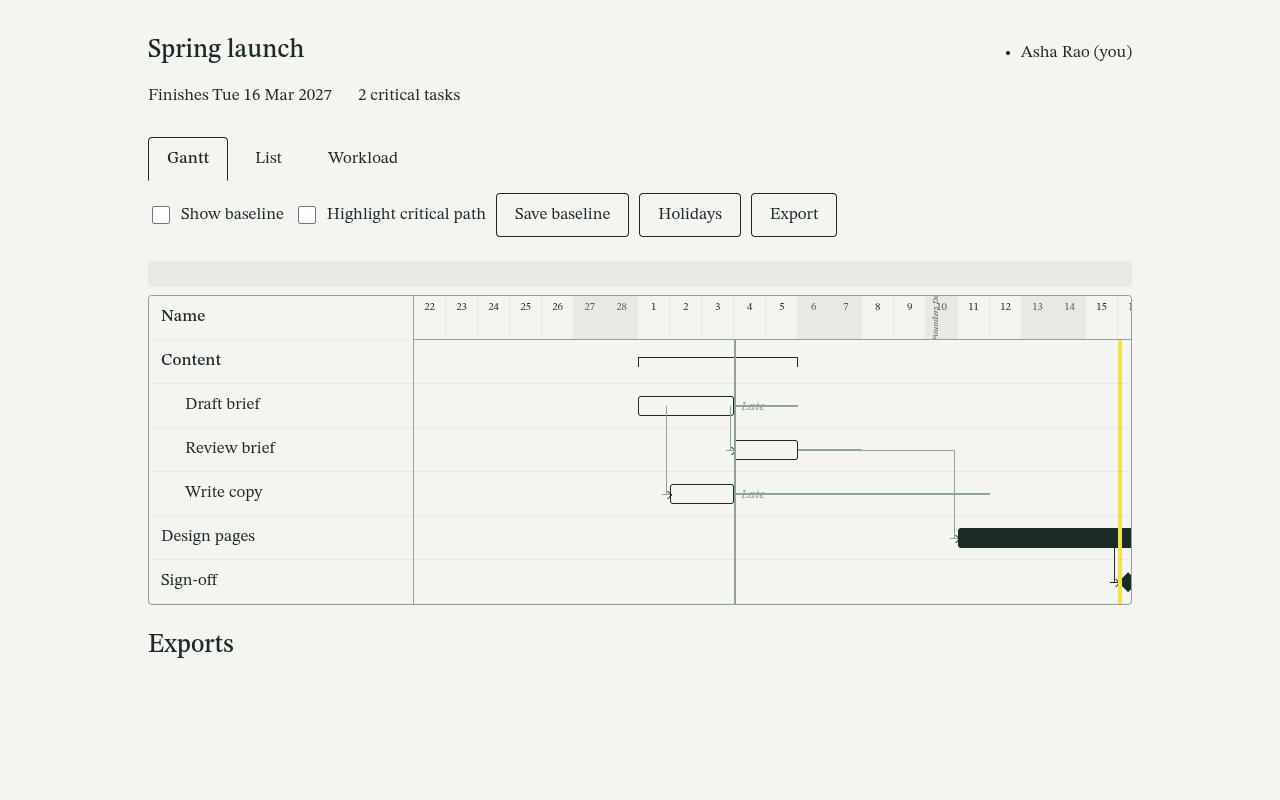 Spring launch
• Asha Rao (you)
Finishes Tue 16 Mar 2027 2 critical tasks
Gantt List Workload
Show baseline Highlight critical path Save baseline Holidays Export
Name 22 23 24 25 26 27 28 1 2 3 4 5 6 7 8 9 10 11 12 13 14 15
Content
Draft brief Late
Review brief
Write copy Late
Design pages
Sign-off
Exports